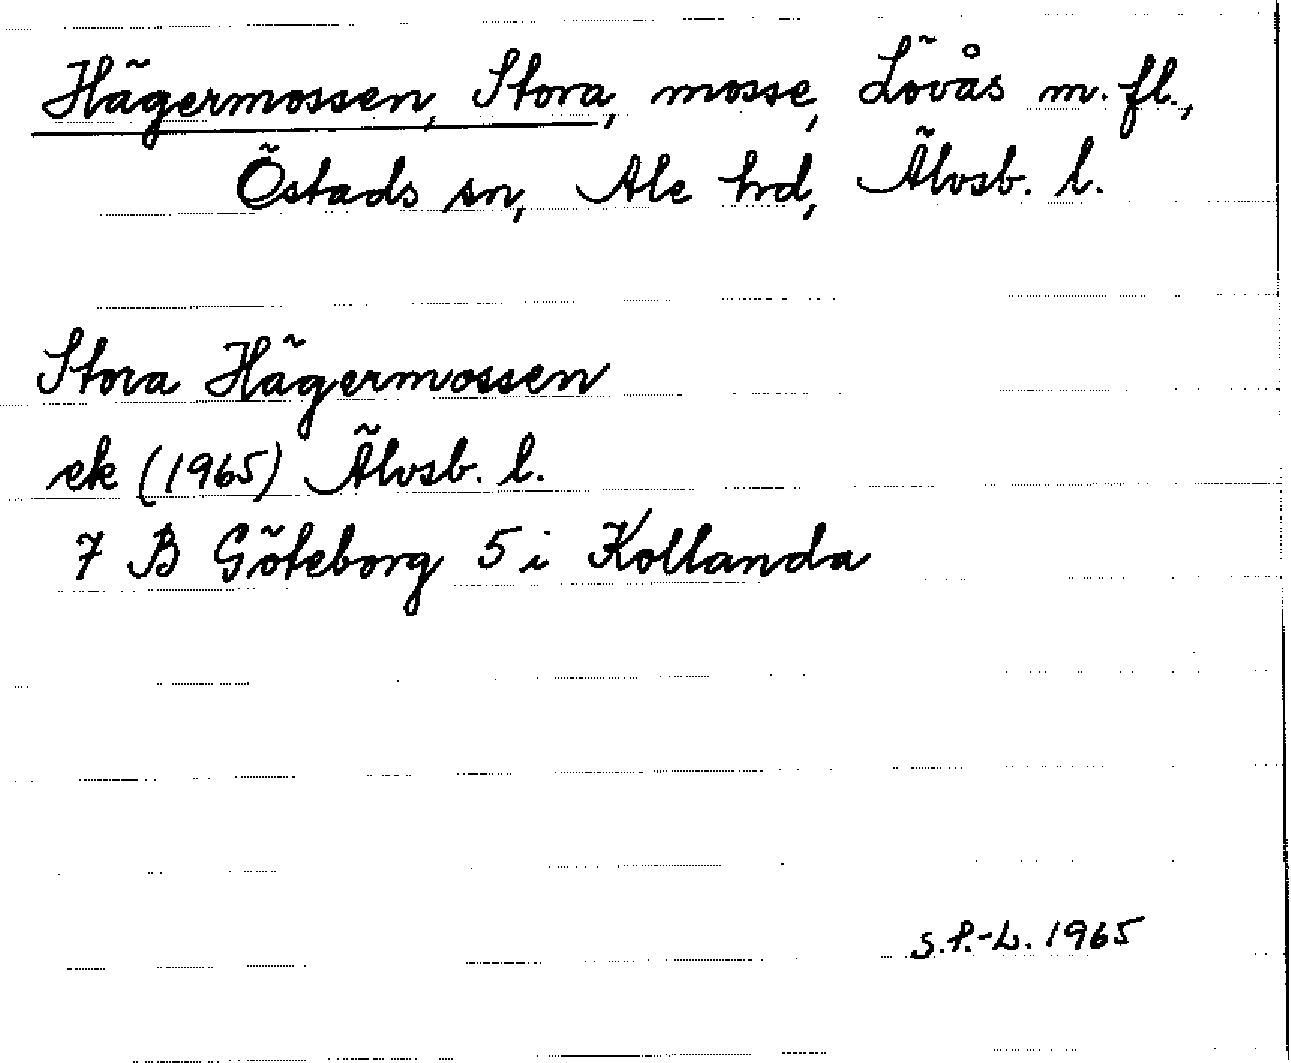 Hägermossen, Stora, mosse, Lövås m. fl.,
Östads sn, Ale hrd, Älvsb. l.
Stora Hägermossen
ek (1965) Älvsb. l.
7 B Göteborg 5 i Kollanda
S.P.-L. 1965